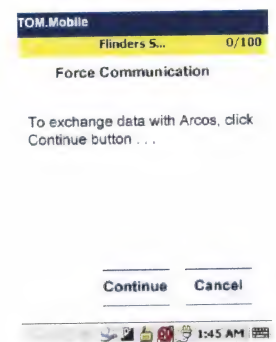 TOM.Mobile
Flinders S... 0/100
Force Communication
To exchange data with Arcos, click
Continue button . . .
Continue Cancel
1:45 AM